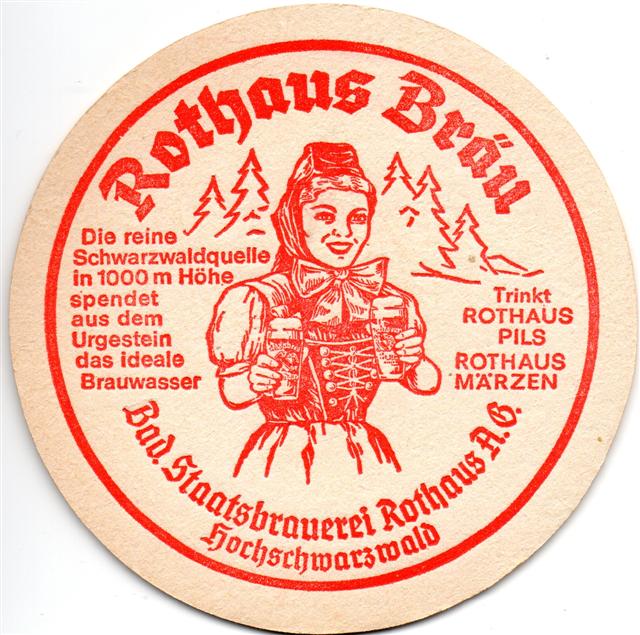 Rothaus Bräu
Die reine
Schwarzwaldquelle
in 1000 m Höhe
spendet
aus dem
Urgestein
das ideale
Brauwasser
Trinkt
ROTHAUS
PILS
ROTHAUS
MÄRZEN
Bad. Staatsbrauerei Rothaus A.G.
Hochschwarzwald